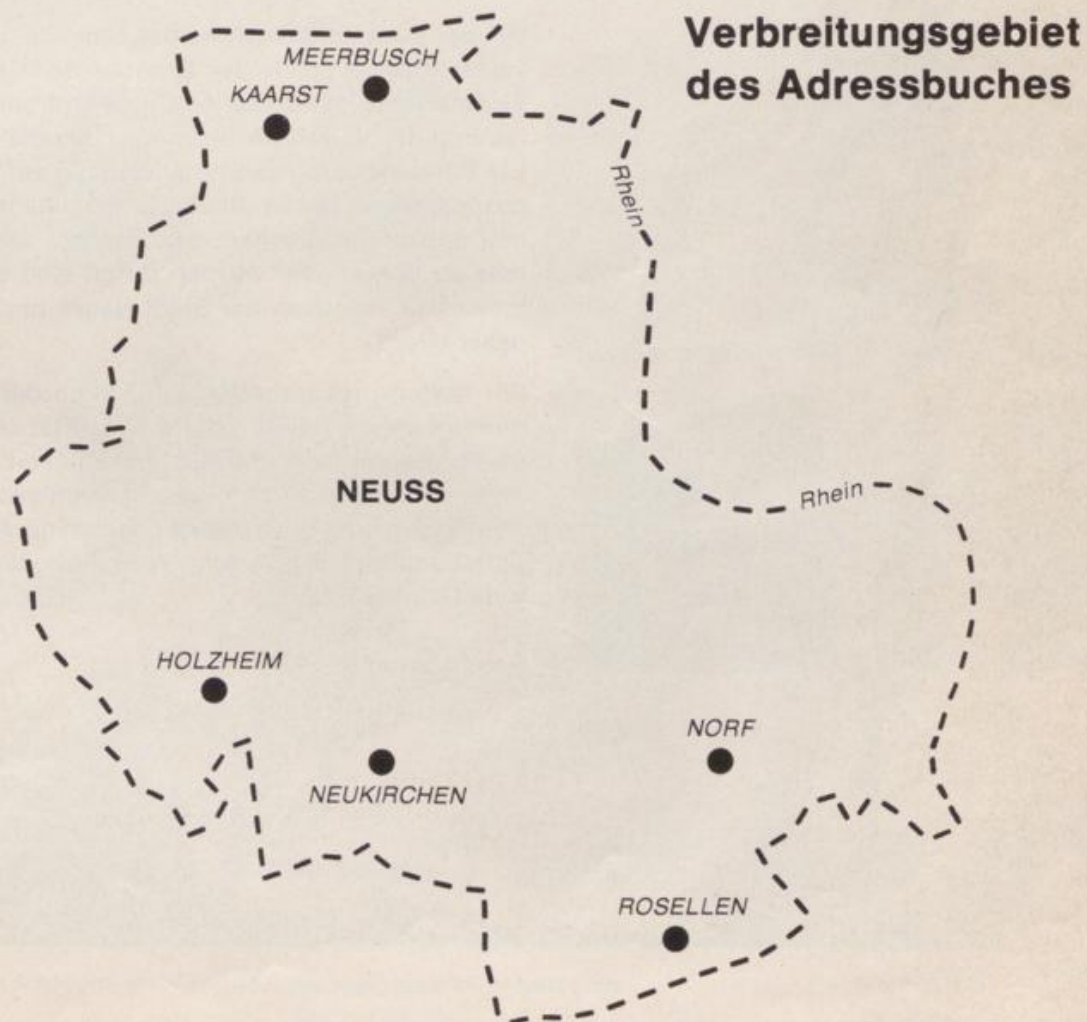 Verbreitungsgebiet
des Adressbuches
MEERBUSCH
KAARST
Rhein
NEUSS
Rhein
HOLZHEIM
NORF
NEUKIRCHEN
ROSELLEN